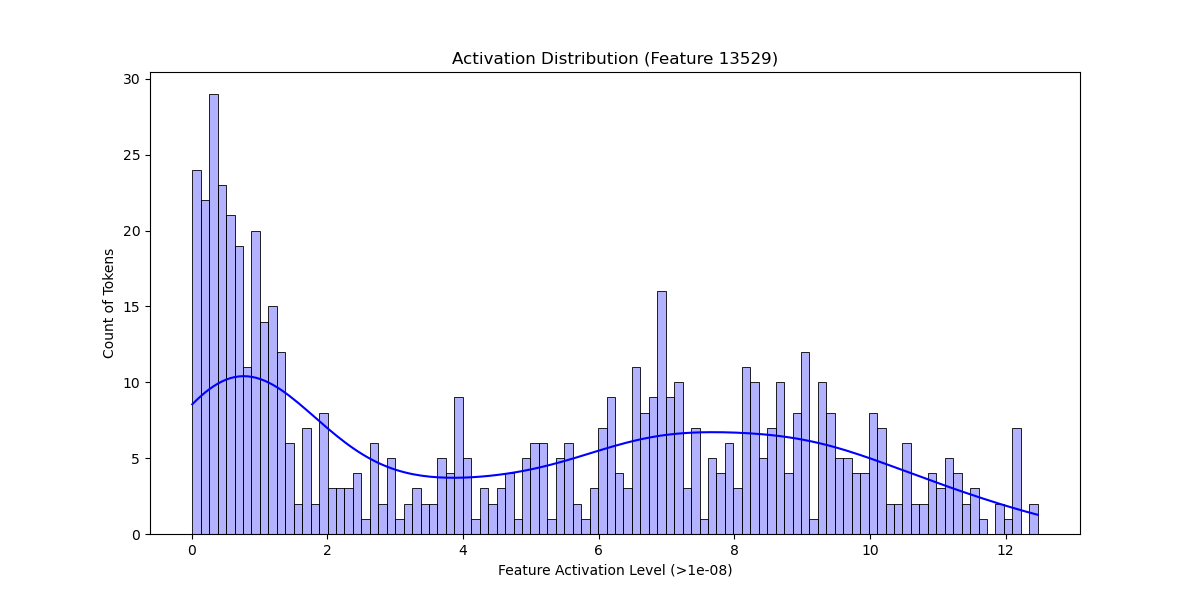 Activation Distribution (Feature 13529)
30
25
20
15
10
5
0
Count of Tokens
0 2 4 6 8 10 12
Feature Activation Level (>1e-08)